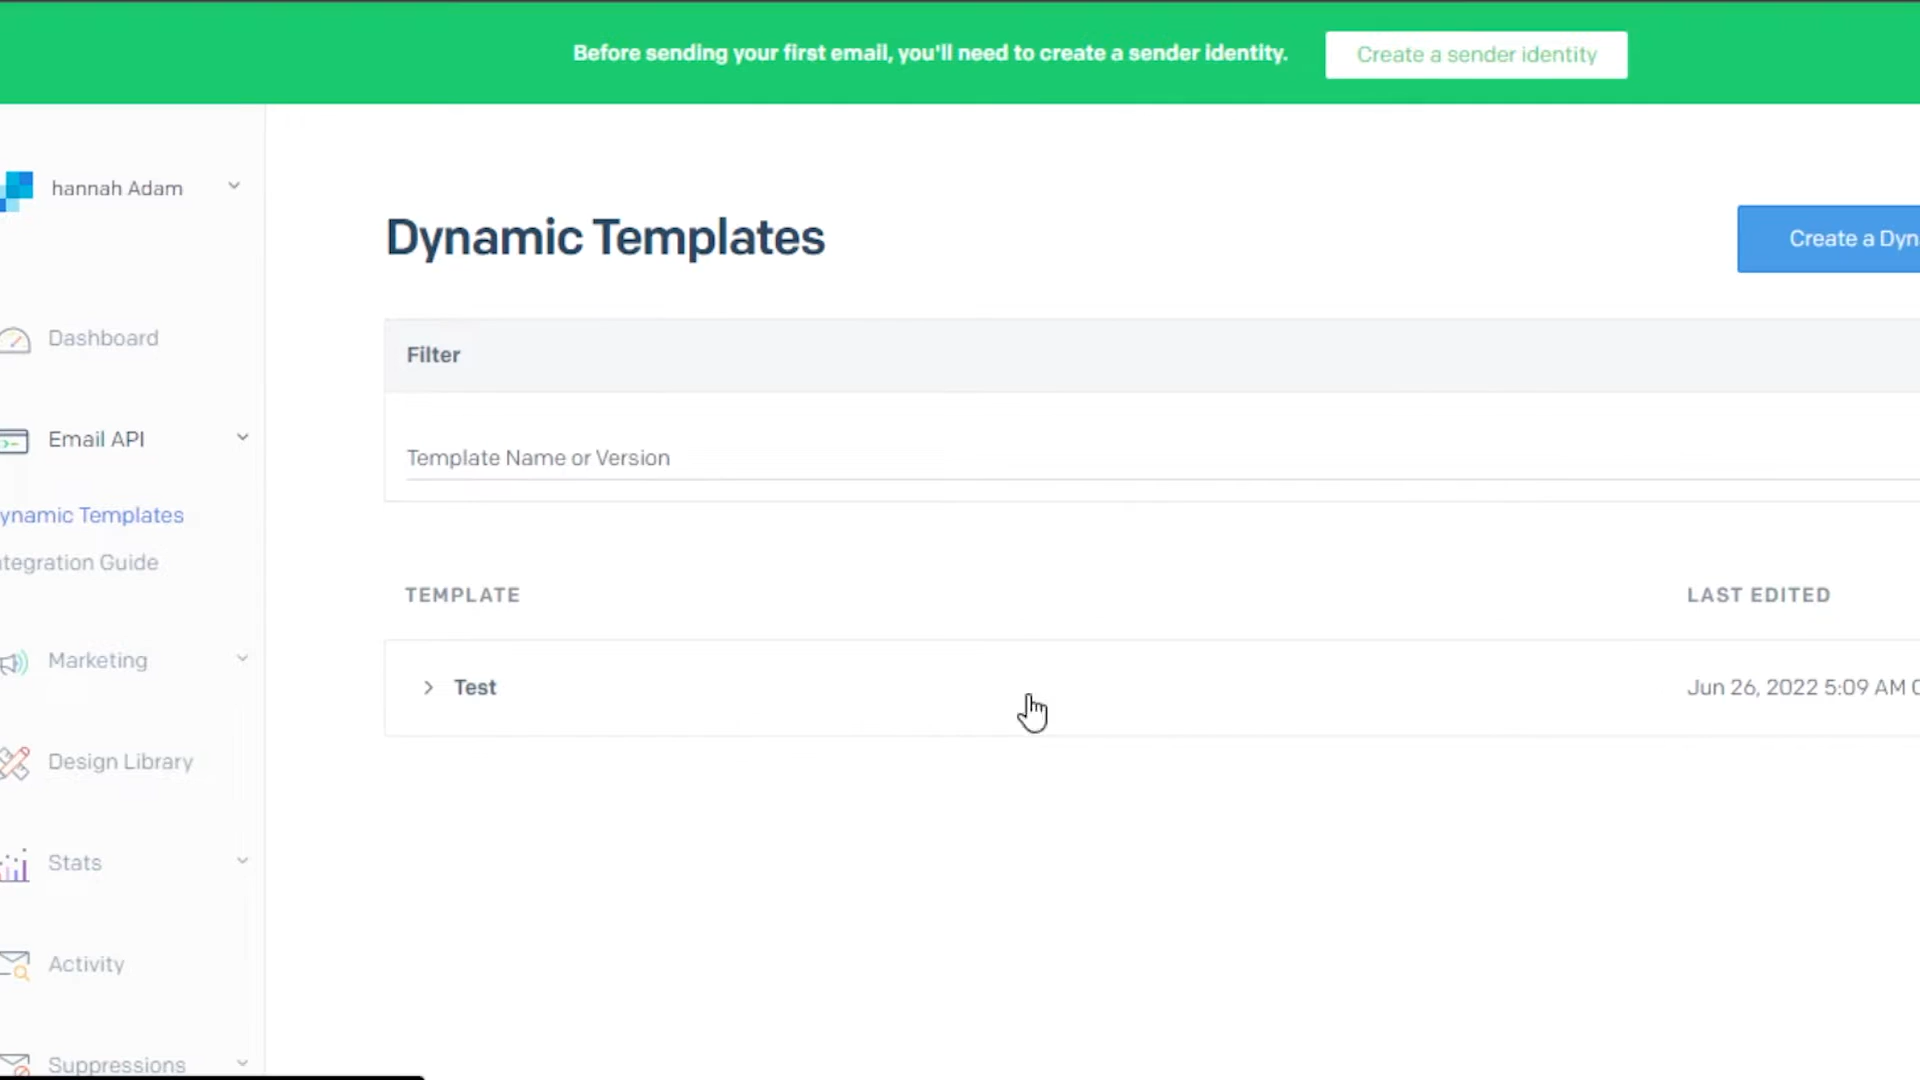 Before sending your first email, you'll need to create a sender identity.
Create a sender identity
hannah Adam
Dynamic Templates
Create a Dyn
Filter
Dashboard
Email API
Template Name or Version
ynamic Templates
ntegration Guide
TEMPLATE
LAST EDITED
Marketing
Test
Jun 26, 2022 5:09 AM
Design Library
Stats
Activity
Suppressions